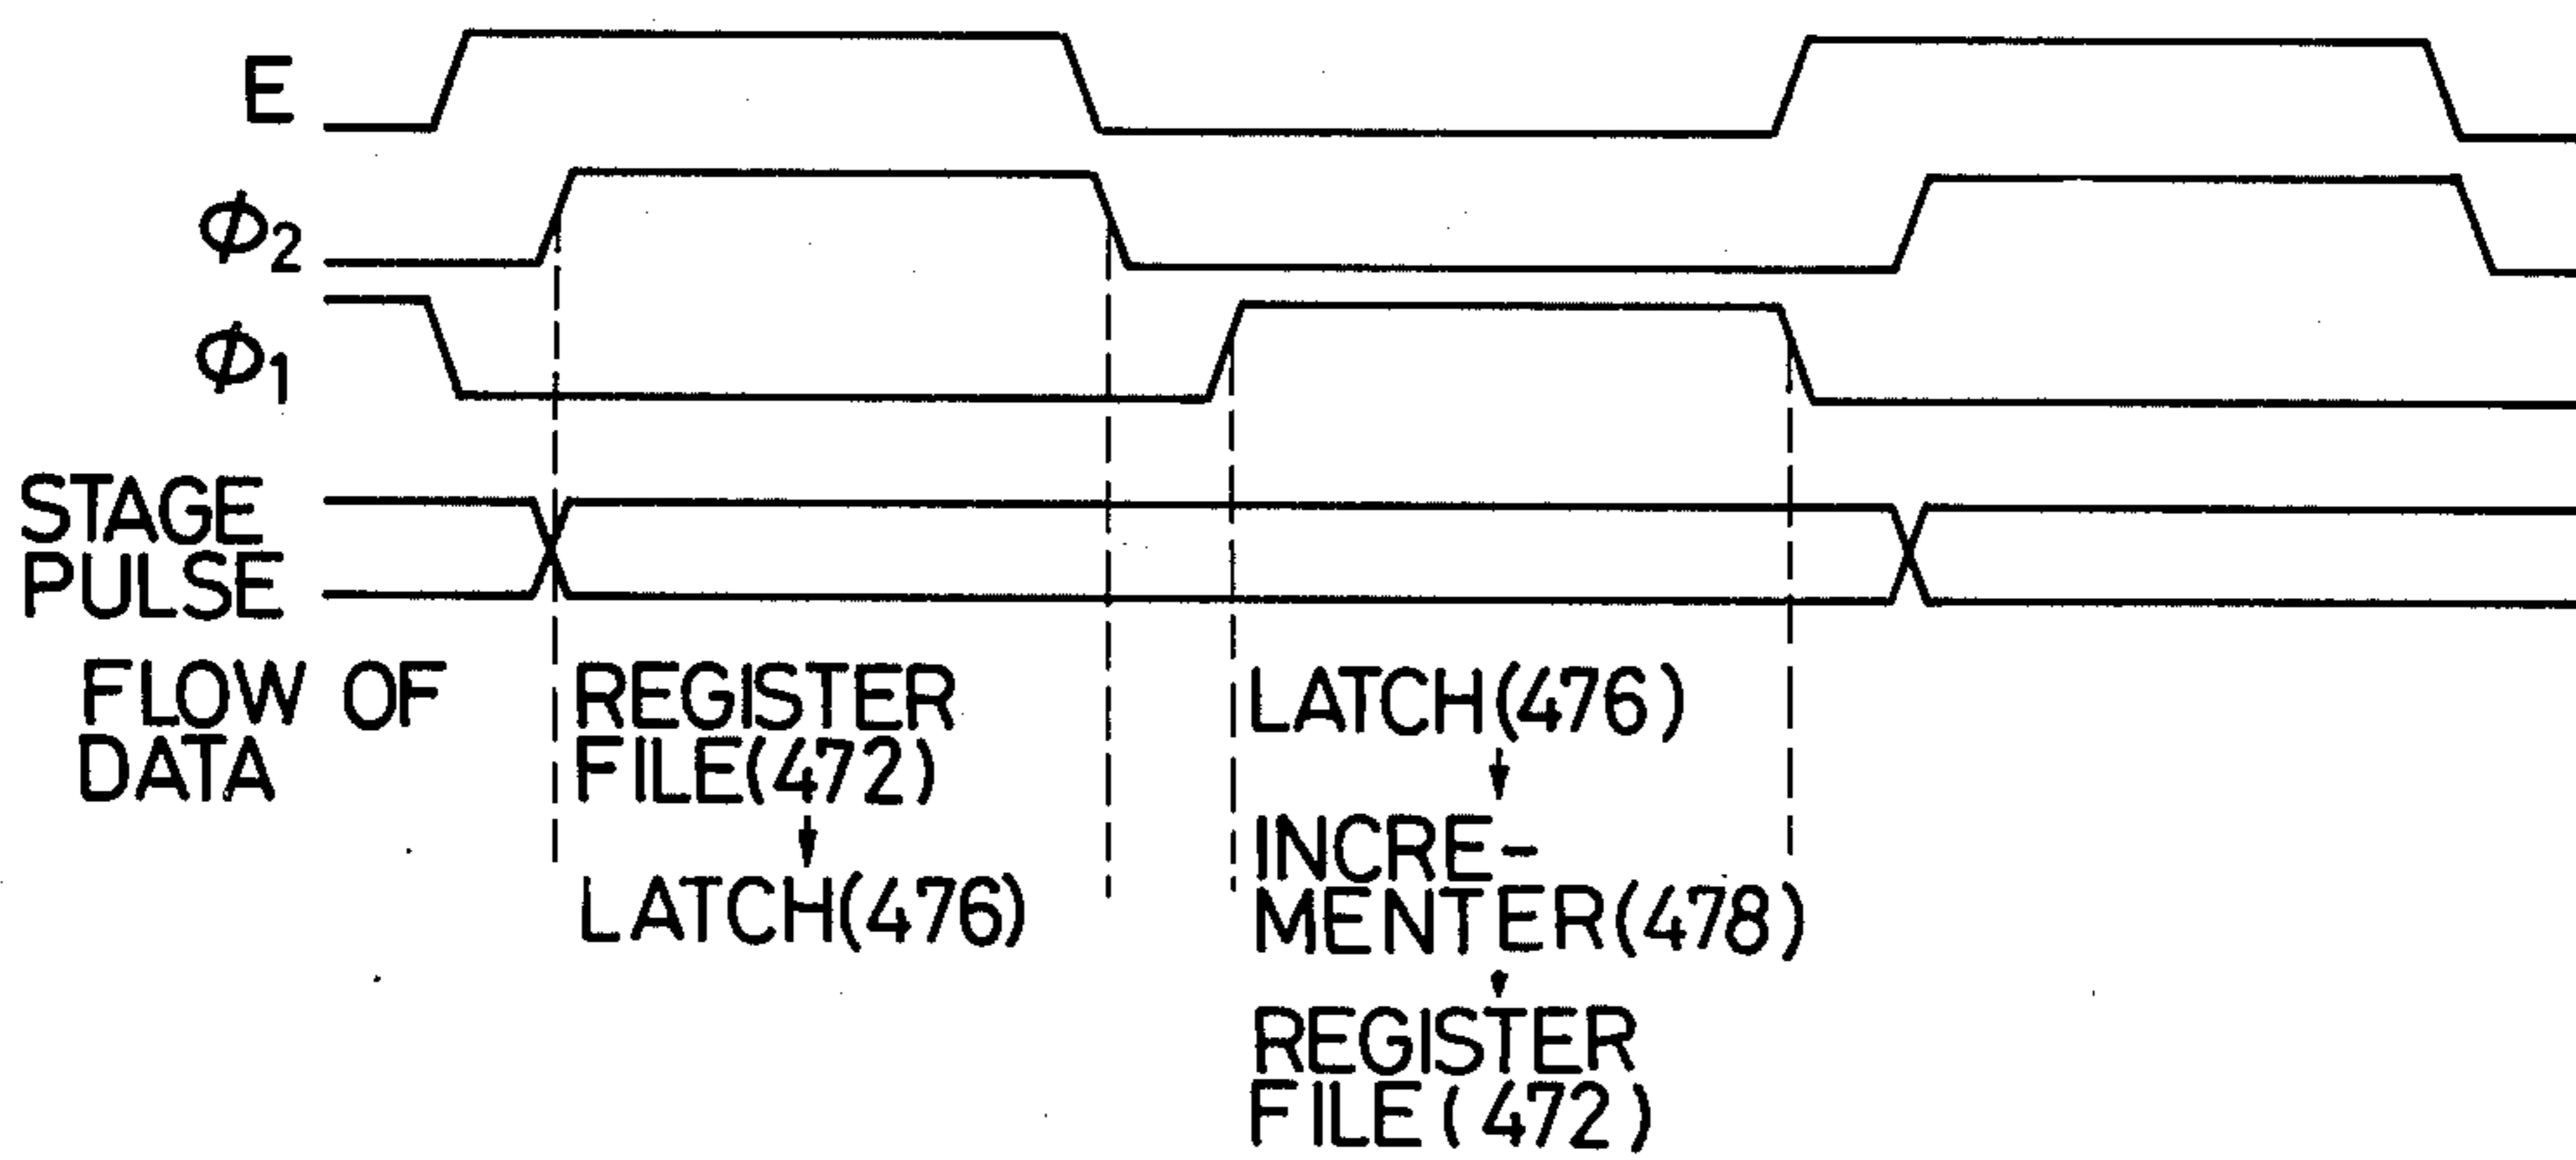 E
ϕ2
ϕ1
STAGE
PULSE
FLOW OF
DATA
REGISTER
FILE(472)
LATCH(476)
LATCH(476)
INCRE-
MENTER(478)
REGISTER
FILE(472)